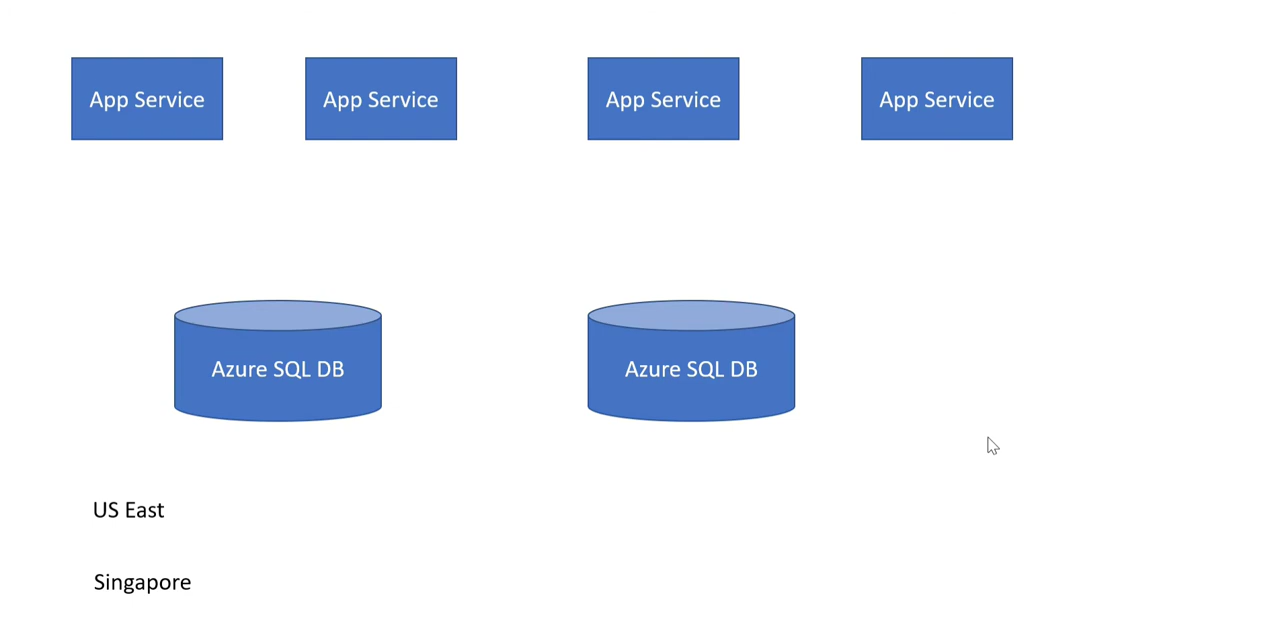 App Service
App Service
App Service
App Service
Azure SQL DB
Azure SQL DB
US East
Singapore